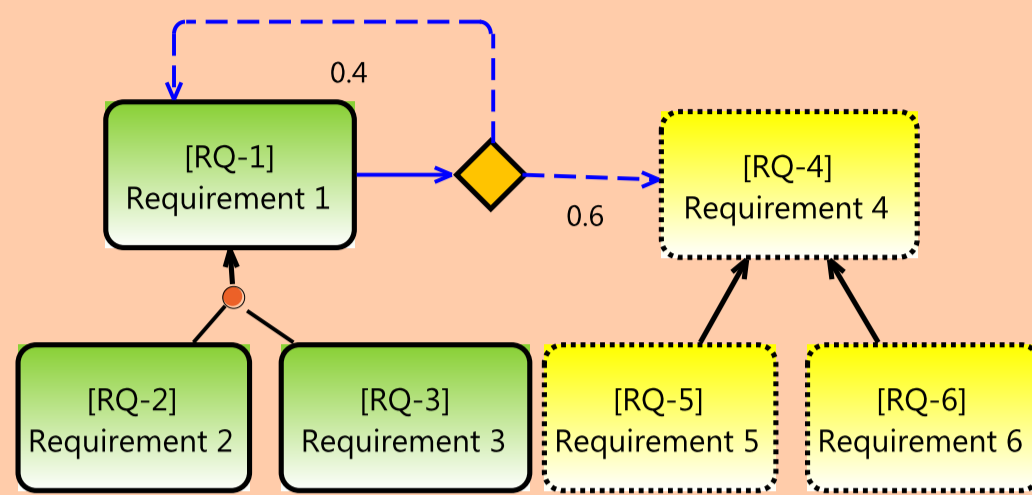 0.4
[RQ-1]
Requirement 1
[RQ-4]
Requirement 4
0.6
[RQ-2]
Requirement 2
[RQ-3]
Requirement 3
[RQ-5]
Requirement 5
[RQ-6]
Requirement 6